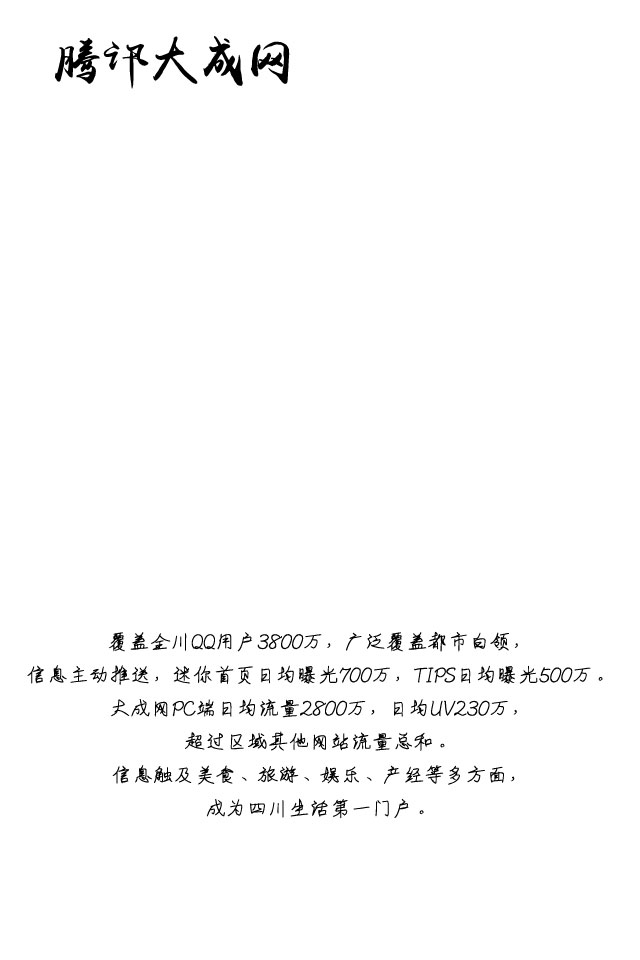 腾讯大成网
覆盖全川QQ用户3800万，广泛覆盖都市白领，
信息主动推送，迷你首页日均曝光700万，TIPS日均曝光500万。
大成网PC端日均流量2800万，日均UV230万，
超过区域其他网站流量总和。
信息触及美食、旅游、娱乐、产经等多方面，
成为四川生活第一门户。